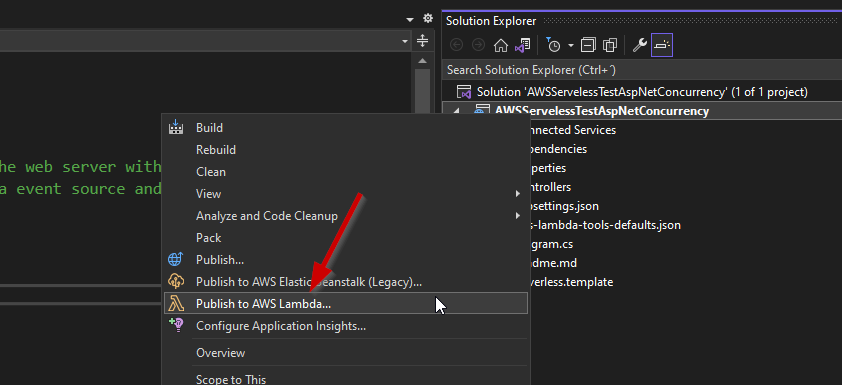 Solution Explorer
Search Solution Explorer (Ctrl+´)
Solution 'AWSServelessTestAspNetConcurrency' (1 of 1 project)
AWSServelessTestAspNetConcurrency
nnected Services
pendencies
perties
ntrollers
psettings.json
s-lambda-tools-defaults.json
gram.cs
dme.md
verless.template
he web server with
a event source and
Build
Rebuild
Clean
View
Analyze and Code Cleanup
Pack
Publish...
Publish to AWS Elastic Beanstalk (Legacy)...
Publish to AWS Lambda...
Configure Application Insights...
Overview
Scope to This